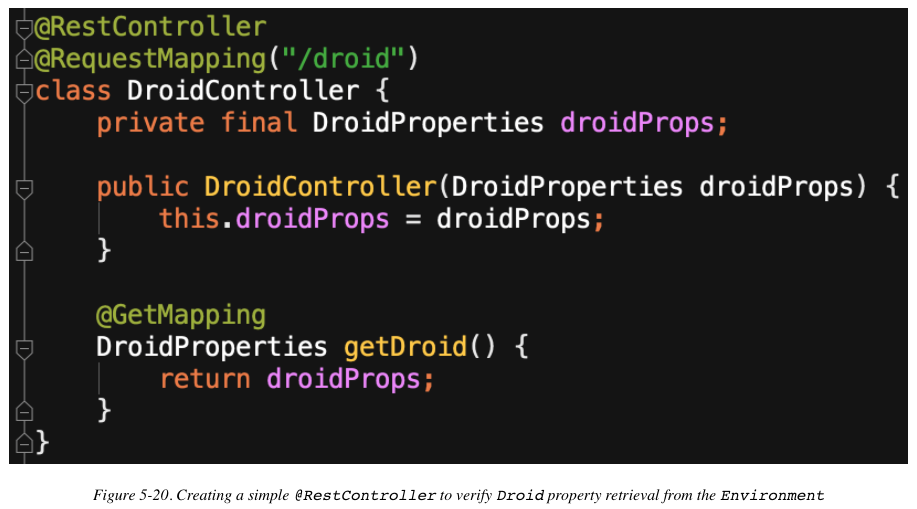 @RestController
@RequestMapping("/droid")
class DroidController {
    private final DroidProperties droidProps;

    public DroidController(DroidProperties droidProps) {
        this.droidProps = droidProps;
    }

    @GetMapping
    DroidProperties getDroid() {
        return droidProps;
    }
}
Figure 5-20. Creating a simple @RestController to verify Droid property retrieval from the Environment